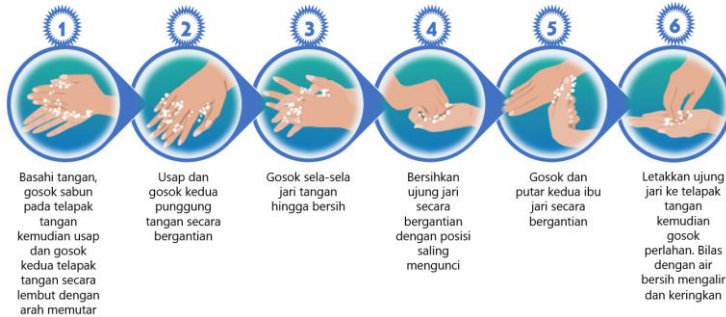 1
Basahi tangan,
gosok sabun
pada telapak
tangan
kemudian usap
dan gosok
kedua telapak
tangan secara
lembut dengan
arah memutar
2
Usap dan
gosok kedua
punggung
tangan secara
bergantian
3
Gosok sela-sela
jari tangan
hingga bersih
4
Bersihkan
ujung jari
secara
bergantian
dengan posisi
saling
mengunci
5
Gosok dan
putar kedua ibu
jari secara
bergantian
6
Letakkan ujung
jari ke telapak
tangan
kemudian
gosok
perlahan. Bilas
dengan air
bersih mengalir
dan keringkan